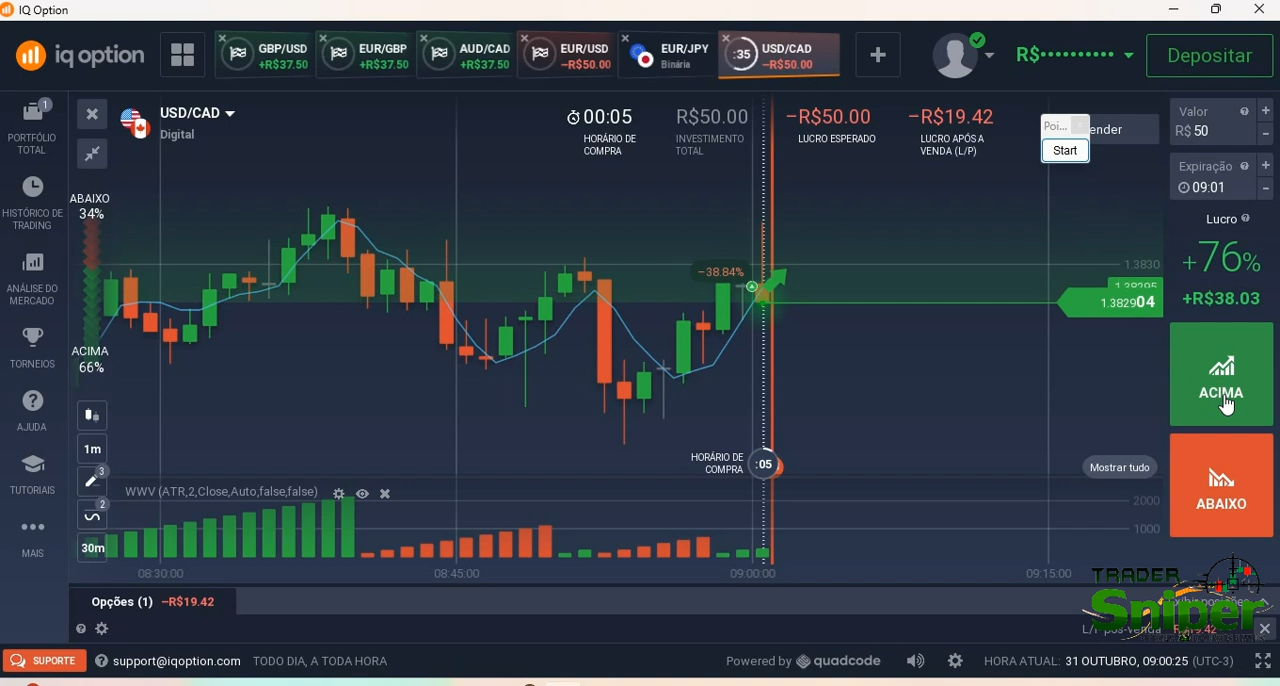 IQ Option
iq option
GBP/USD
+R$37.50
EUR/GBP
+R$37.50
AUD/CAD
+R$37.50
EUR/USD
−R$50.00
EUR/JPY
Binária
:35
USD/CAD
−R$50.00
R$
Depositar
1
PORTFÓLIO
TOTAL
HISTÓRICO DE
TRADING
ANÁLISE DO
MERCADO
TORNEIOS
AJUDA
TUTORIAIS
MAIS
USD/CAD
Digital
00:05
HORÁRIO DE
COMPRA
R$50.00
INVESTIMENTO
TOTAL
−R$50.00
LUCRO ESPERADO
−R$19.42
LUCRO APÓS A
VENDA (L/P)
Poi...
ender
Start
ABAIXO
34%
ACIMA
66%
−38.84%
1.3830
1.38295
1.382904
1m
3
2
30m
HORÁRIO DE
COMPRA
:05
Mostrar tudo
WWV (ATR,2,Close,Auto,false,false)
2000
1000
08:30:00
08:45:00
09:00:00
09:15:00
Valor
R$ 50
Expiração
09:01
Lucro
+76%
+R$38.03
ACIMA
ABAIXO
Opções (1) −R$19.42
TRADER
Sniper
SUPORTE
support@iqoption.com
TODO DIA, A TODA HORA
Powered by quadcode
HORA ATUAL: 31 OUTUBRO, 09:00:25 (UTC-3)